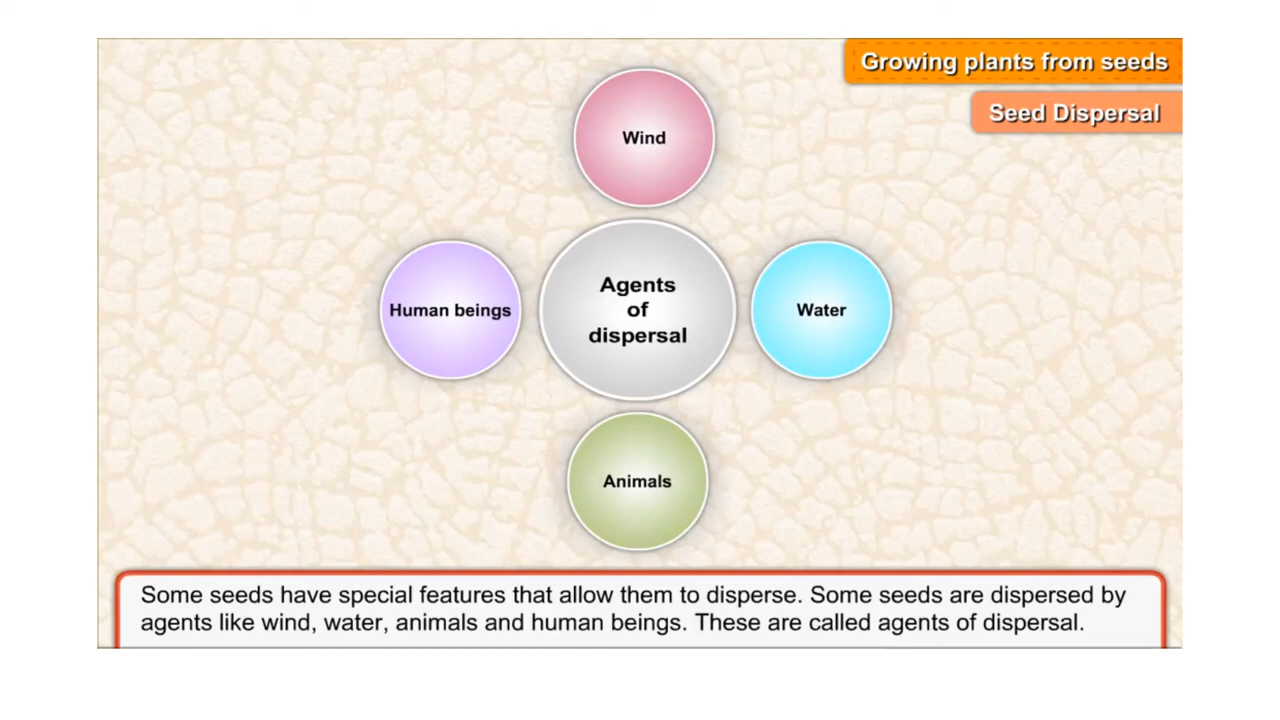 Growing plants from seeds
Seed Dispersal
Wind
Human beings
Agents
of
dispersal
Water
Animals
Some seeds have special features that allow them to disperse. Some seeds are dispersed by
agents like wind, water, animals and human beings. These are called agents of dispersal.